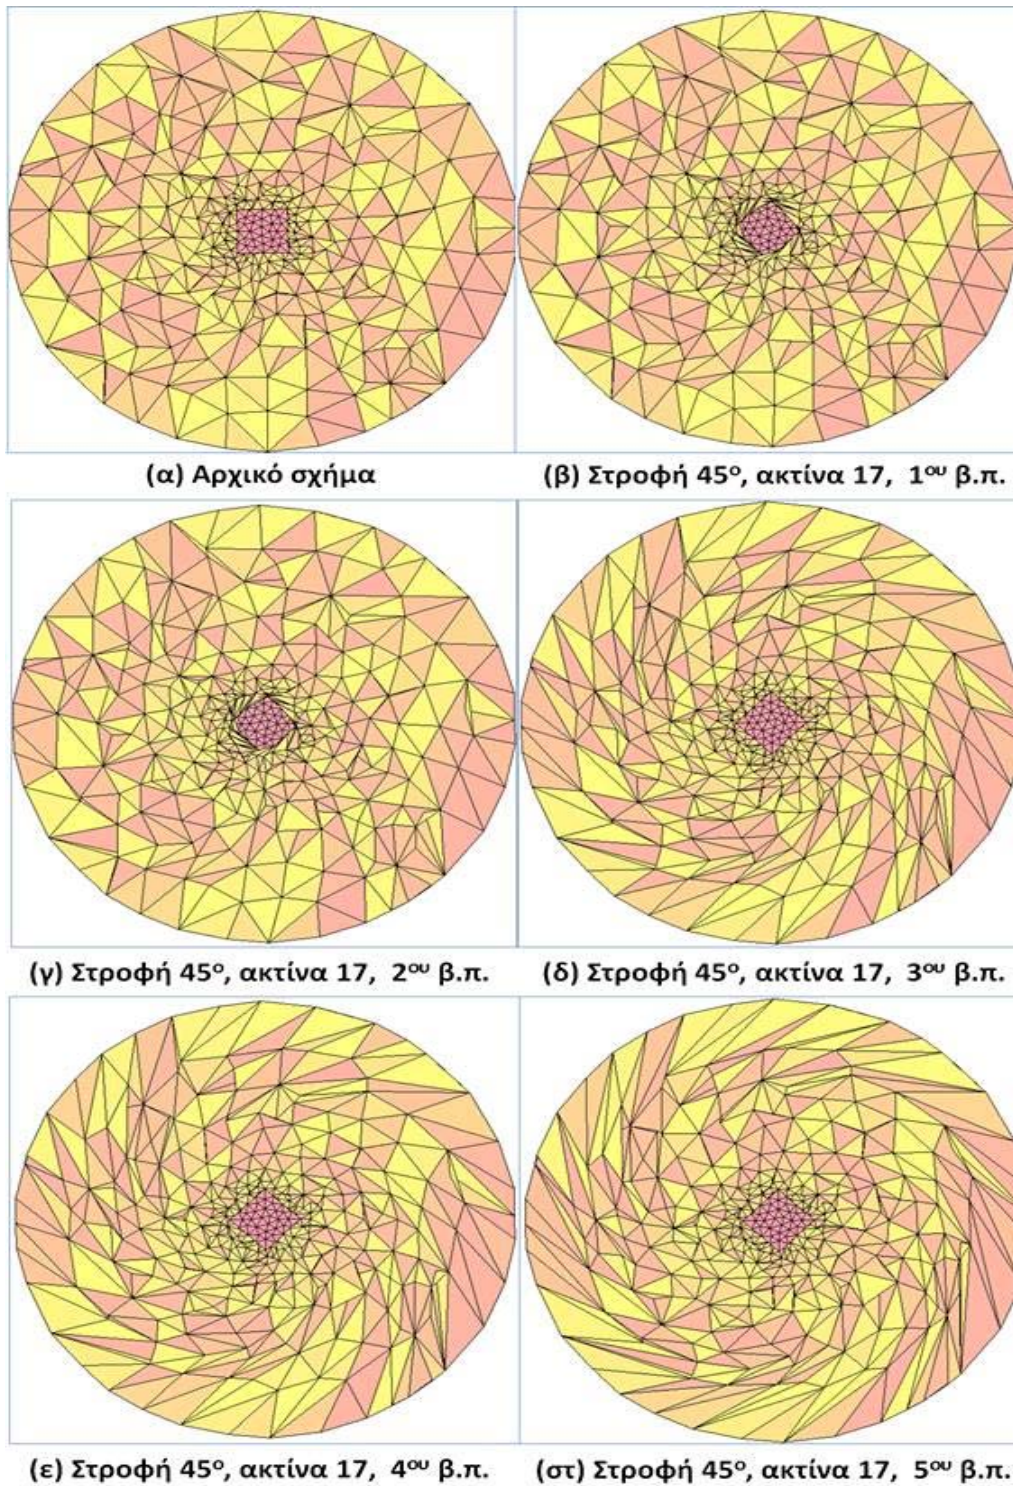 (α) Αρχικό σχήμα
(β) Στροφή 45ο, ακτίνα 17, 1ου β.π.
(γ) Στροφή 45ο, ακτίνα 17, 2ου β.π.
(δ) Στροφή 45ο, ακτίνα 17, 3ου β.π.
(ε) Στροφή 45ο, ακτίνα 17, 4ου β.π.
(στ) Στροφή 45ο, ακτίνα 17, 5ου β.π.